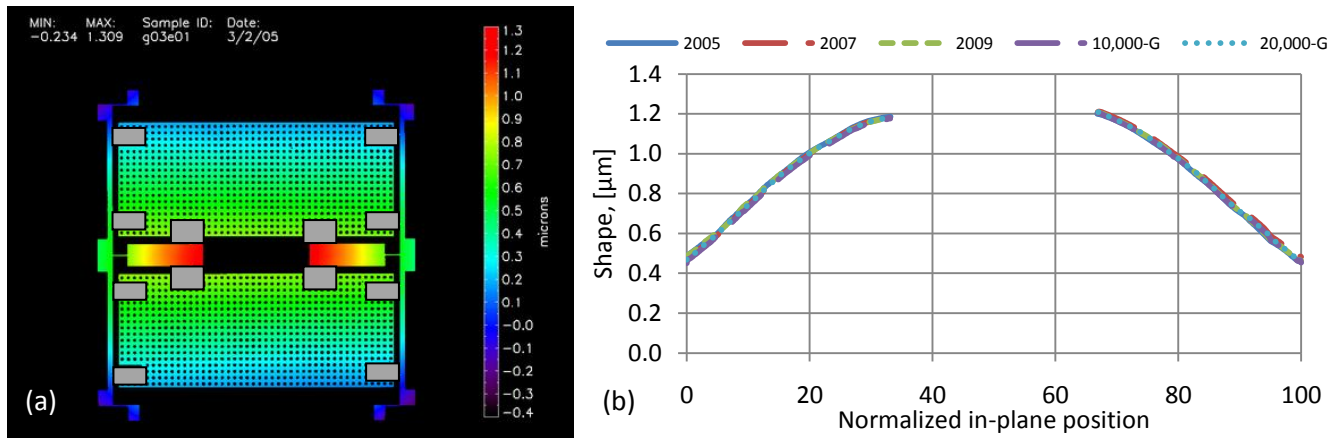 MIN: MAX: Sample ID: Date:
-0.234 1.309 g03e01 3/2/05
1.3
1.2
1.1
1.0
0.9
0.8
0.7
0.6
0.5
0.4
0.3
0.2
0.1
-0.0
-0.1
-0.2
-0.3
-0.4
microns
(a)
2005 2007 2009 10,000-G 20,000-G
1.4
1.2
1.0
0.8
0.6
0.4
0.2
0.0
Shape, [µm]
0 20 40 60 80 100
Normalized in-plane position
(b)